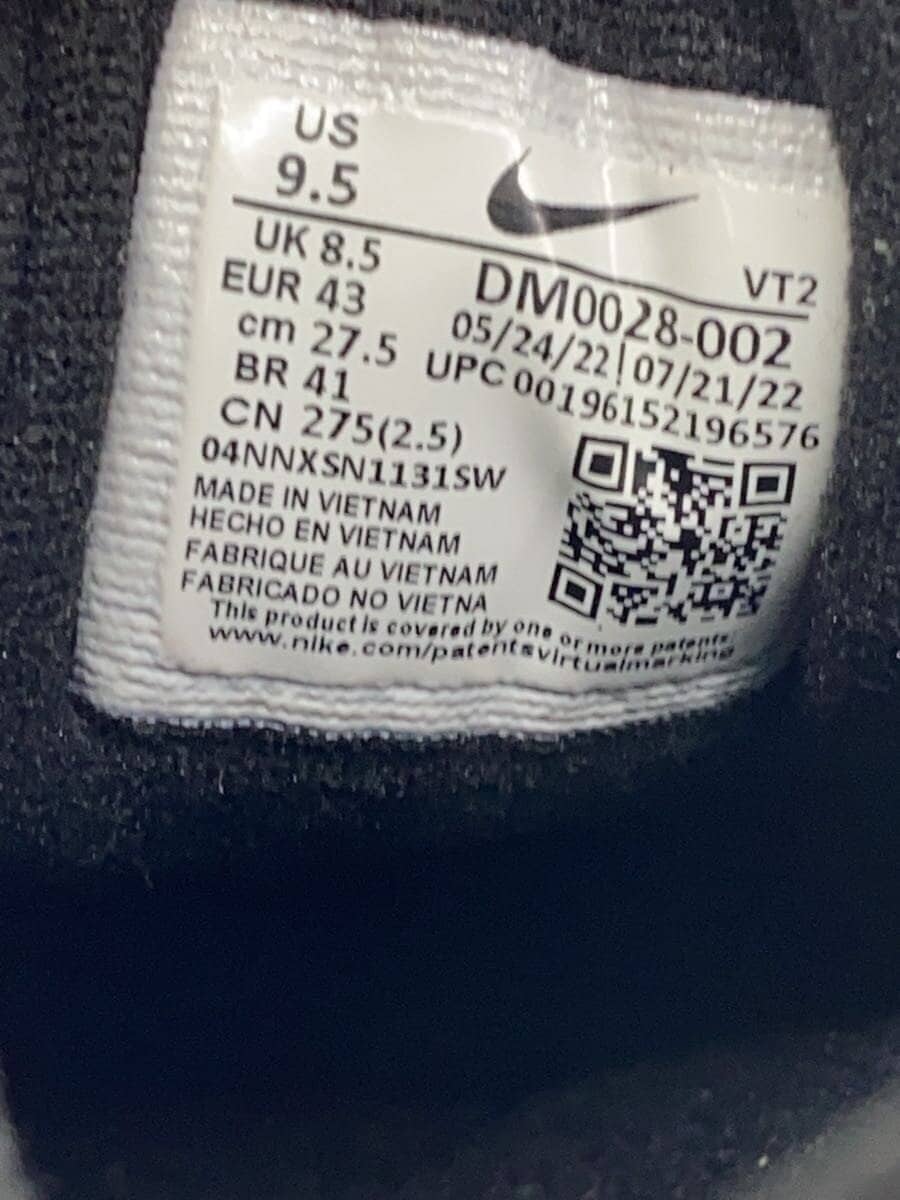 US
9.5
UK 8.5
EUR 43
cm 27.5
BR 41
CN 275(2.5)
04NNXSN1131SW
MADE IN VIETNAM
HECHO EN VIETNAM
FABRIQUE AU VIETNAM
FABRICADO NO VIETNA
VT2
DM0028-002
05/24/22|07/21/22
UPC 00196152196576
This product is covered by one or more patents:
www.nike.com/patentsvirtualmarking